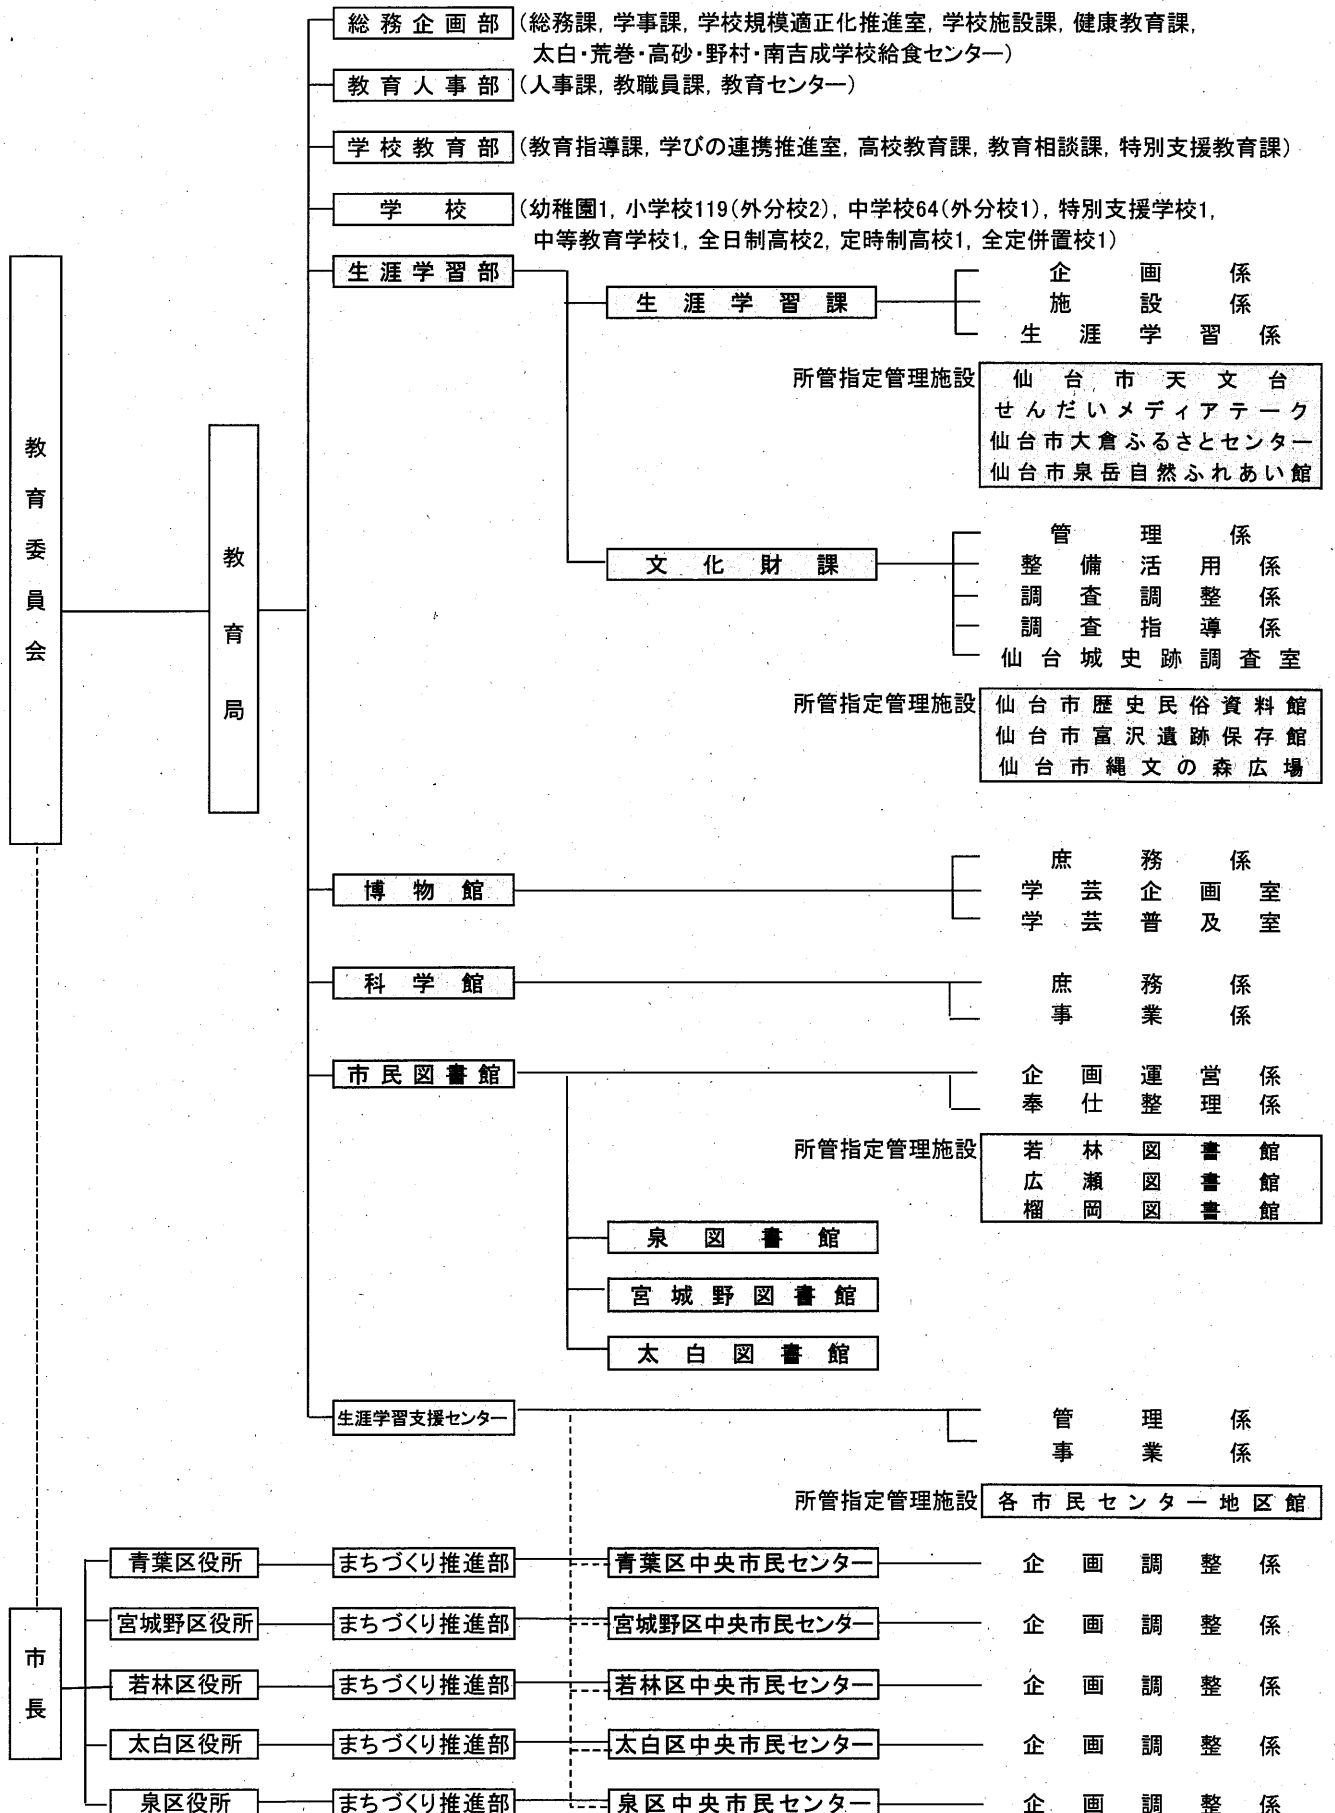 総務企画部（総務課，学事課，学校規模適正化推進室，学校施設課，健康教育課，
太白・荒巻・高砂・野村・南吉成学校給食センター）
教育人事部（人事課，教職員課，教育センター）
学校教育部（教育指導課，学びの連携推進室，高校教育課，教育相談課，特別支援教育課）
学校（幼稚園1，小学校119（外分校2），中学校64（外分校1），特別支援学校1，
中等教育学校1，全日制高校2，定時制高校1，全定併置校1）
教育委員会
教育局
生涯学習部
生涯学習課
企画係
施設係
生涯学習係
所管指定管理施設
仙台市天文台
せんだいメディアテーク
仙台市大倉ふるさとセンター
仙台市泉岳自然ふれあい館
文化財課
管理係
整備活用係
調査調整係
調査指導係
仙台城史跡調査室
所管指定管理施設
仙台市歴史民俗資料館
仙台市富沢遺跡保存館
仙台市縄文の森広場
博物館
庶務係
学芸企画室
学芸普及室
科学館
庶務係
事業係
市民図書館
企画運営係
奉仕整理係
所管指定管理施設
若林図書館
広瀬図書館
榴岡図書館
泉図書館
宮城野図書館
太白図書館
生涯学習支援センター
管理係
事業係
所管指定管理施設
各市民センター地区館
市長
青葉区役所 まちづくり推進部 青葉区中央市民センター 企画調整係
宮城野区役所 まちづくり推進部 宮城野区中央市民センター 企画調整係
若林区役所 まちづくり推進部 若林区中央市民センター 企画調整係
太白区役所 まちづくり推進部 太白区中央市民センター 企画調整係
泉区役所 まちづくり推進部 泉区中央市民センター 企画調整係